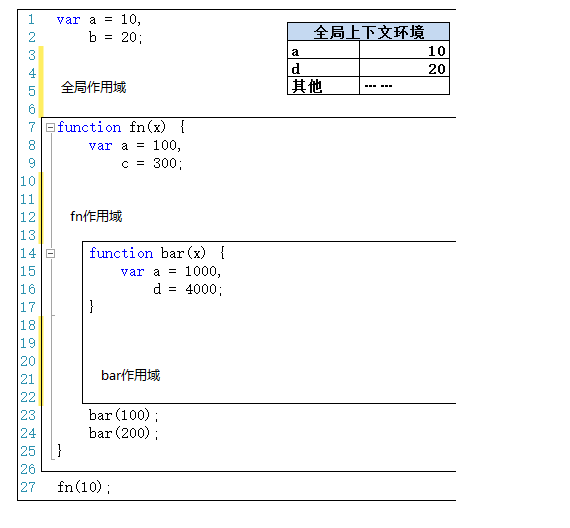 1 var a = 10,
2 b = 20;
全局上下文环境
a 10
d 20
其他 … …
3
4
5 全局作用域
6
7 function fn(x) {
8 var a = 100,
9 c = 300;
10
11
12 fn作用域
13
14 function bar(x) {
15 var a = 1000,
16 d = 4000;
17 }
18
19
20
21 bar作用域
22
23 bar(100);
24 bar(200);
25 }
26
27 fn(10);